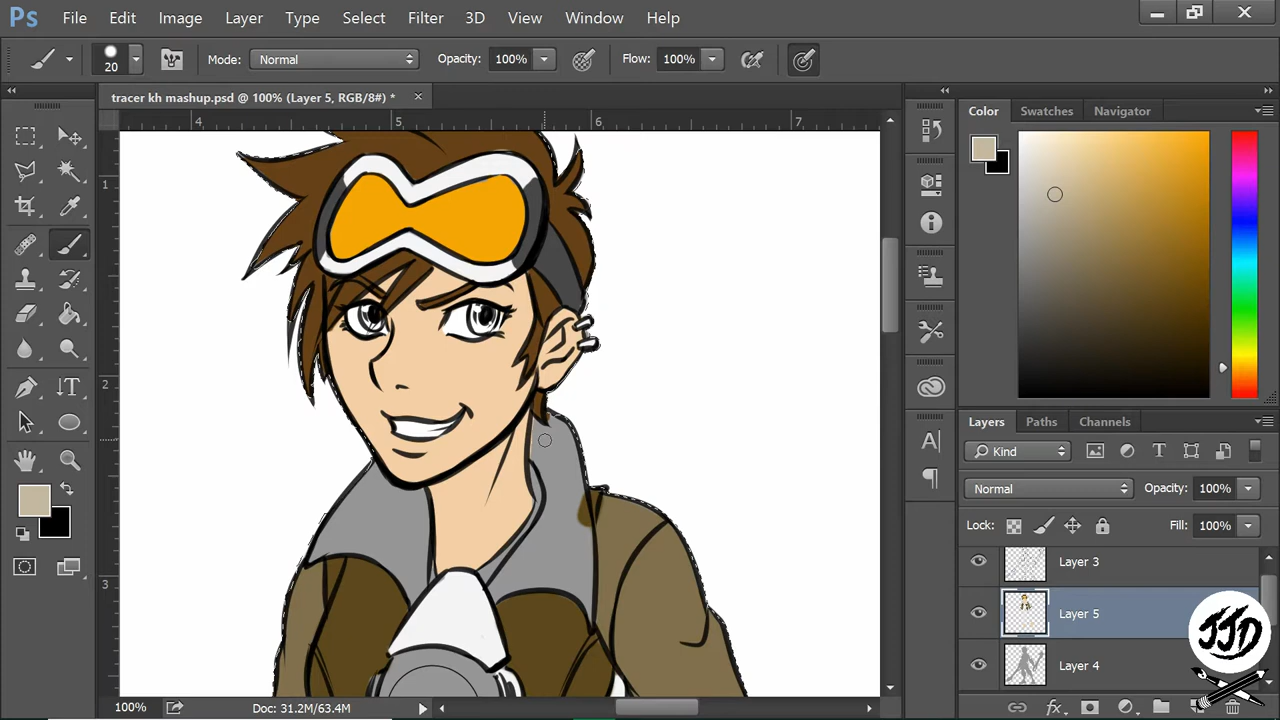 Ps File Edit Image Layer Type Select Filter 3D View Window Help
20 Mode: Normal Opacity: 100% Flow: 100%
tracer kh mashup.psd @ 100% (Layer 5, RGB/8#) * ×
4 5 6 7
1
2
3
Color Swatches Navigator
Layers Paths Channels
Kind
Normal Opacity: 100%
Lock: Fill: 100%
Layer 3
Layer 5
Layer 4
JJD
fx
100% Doc: 31.2M/63.4M